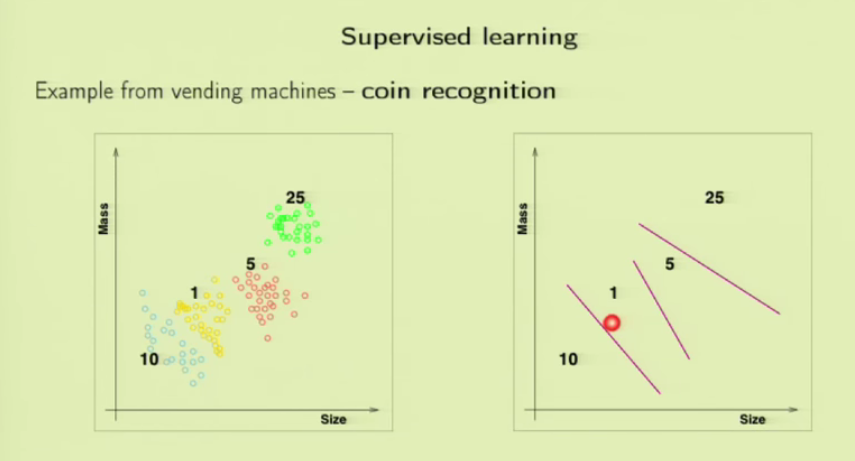 Supervised learning
Example from vending machines – coin recognition
Mass
25
5
1
10
Size
Mass
25
5
1
10
Size